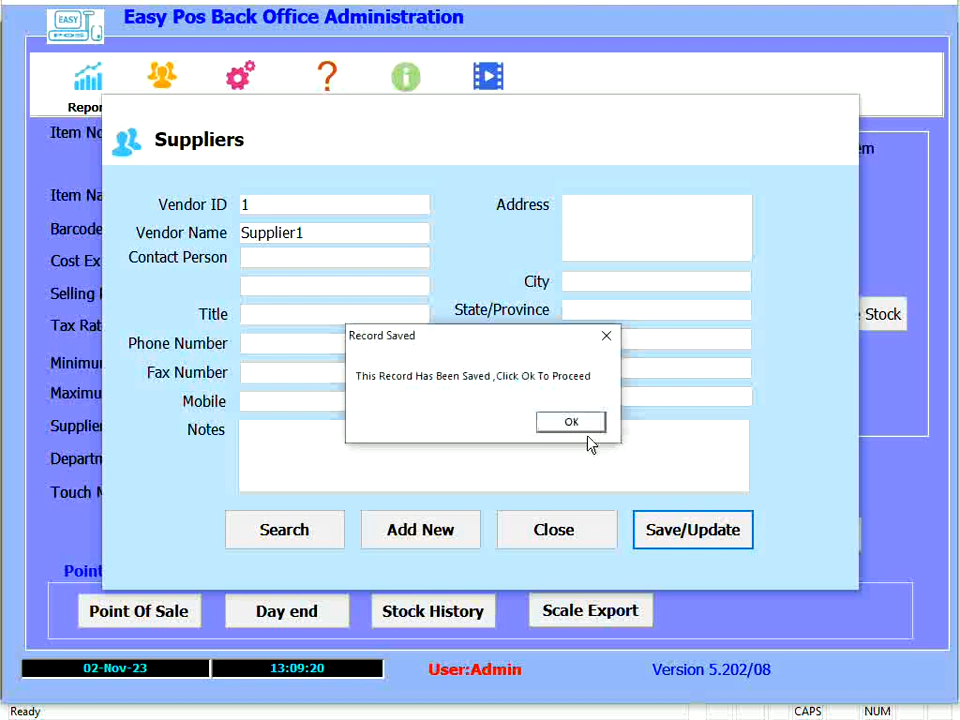 EASY
POS
Easy Pos Back Office Administration
Repor
Item No
Item Na
Barcode
Cost Ex
Selling
Tax Rat
Minimu
Maximu
Supplie
Departn
Touch M
em
Stock
Suppliers
Vendor ID 1
Vendor Name Supplier1
Contact Person
Title
Phone Number
Fax Number
Mobile
Notes
Address
City
State/Province
Record Saved
This Record Has Been Saved ,Click Ok To Proceed
OK
Search Add New Close Save/Update
Point
Point Of Sale Day end Stock History Scale Export
02-Nov-23 13:09:20 User:Admin Version 5.202/08
Ready CAPS NUM